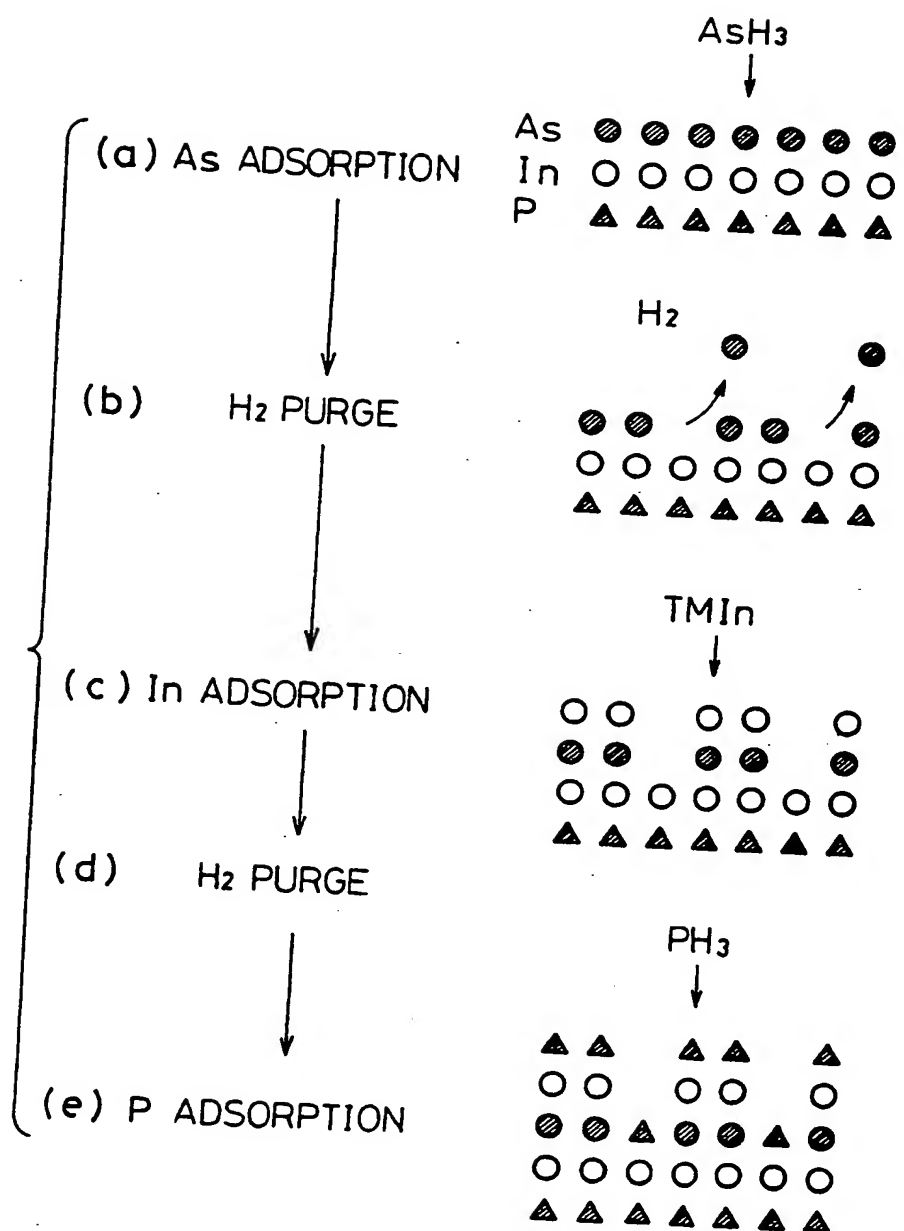 AsH3
(a) As ADSORPTION
As
In
P
H2
(b) H2 PURGE
TMIn
(c) In ADSORPTION
(d) H2 PURGE
PH3
(e) P ADSORPTION